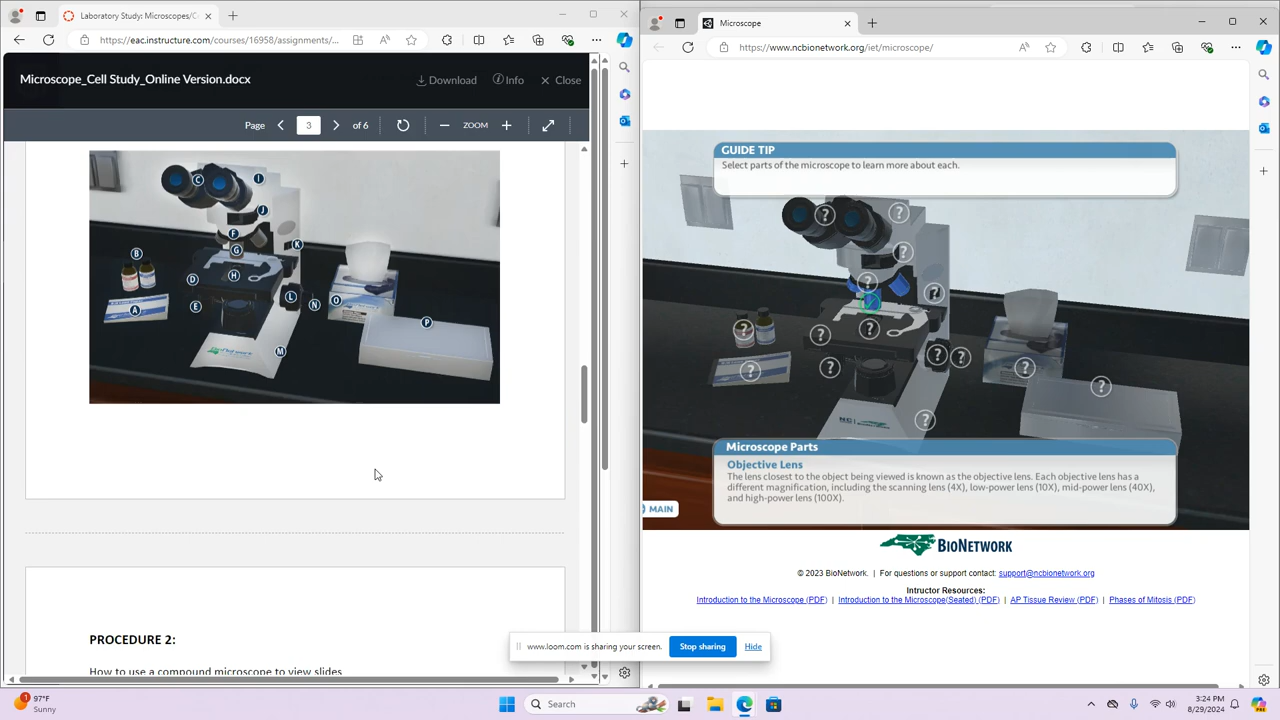 Laboratory Study: Microscopes/C
https://eac.instructure.com/courses/16958/assignments/...
Microscope_Cell Study_Online Version.docx
Download
Info
Close
Page
3
of 6
ZOOM
C
I
J
F
G
K
B
D
H
E
L
N
O
A
P
M
BioNetwork
PROCEDURE 2:
How to use a compound microscope to view slides
Microscope
https://www.ncbionetwork.org/iet/microscope/
GUIDE TIP
Select parts of the microscope to learn more about each.
? ? ? ? ? ? ? ? ? ? ? ? ? ? ?
NC
Microscope Parts
Objective Lens
The lens closest to the object being viewed is known as the objective lens. Each objective lens has a
different magnification, including the scanning lens (4X), low-power lens (10X), mid-power lens (40X),
and high-power lens (100X).
MAIN
BIONETWORK
© 2023 BioNetwork. | For questions or support contact: support@ncbionetwork.org
Intructor Resources:
Introduction to the Microscope (PDF) | Introduction to the Microscope(Seated) (PDF) | AP Tissue Review (PDF) | Phases of Mitosis (PDF)
www.loom.com is sharing your screen.
Stop sharing
Hide
97°F
Sunny
Search
3:24 PM
8/29/2024